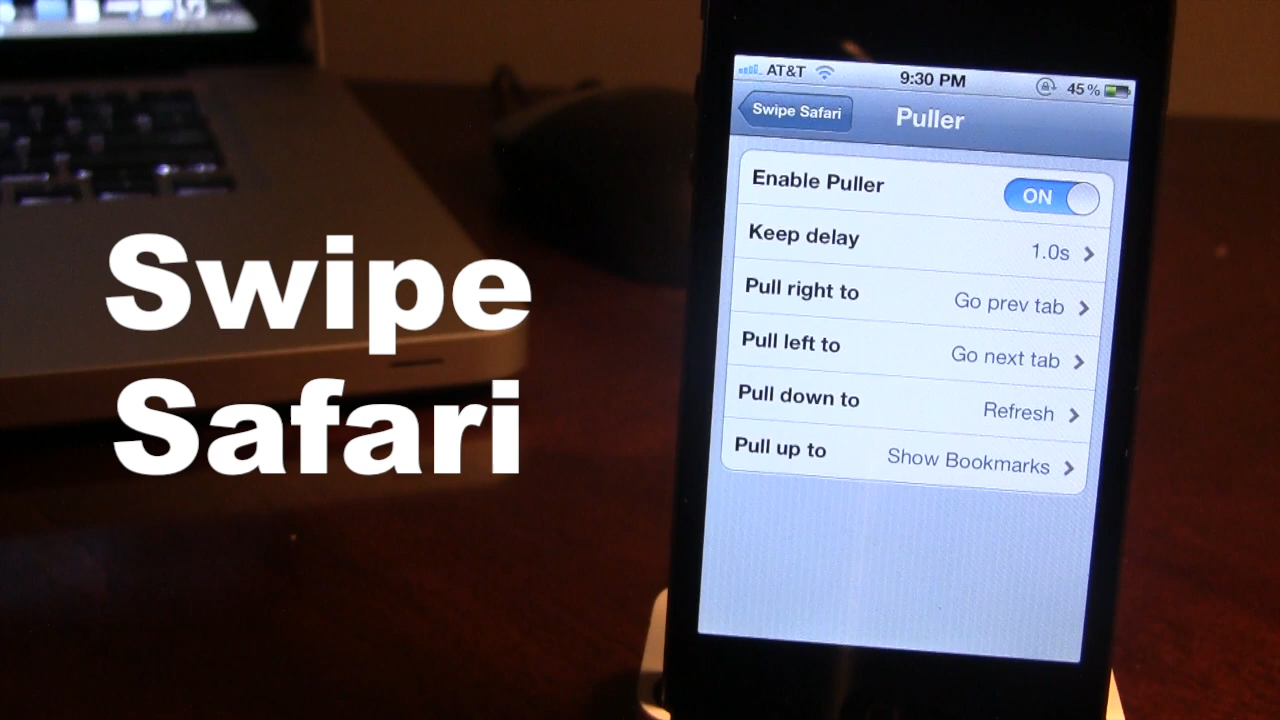 Swipe
Safari
AT&T 9:30 PM 45%
Swipe Safari Puller
Enable Puller ON
Keep delay 1.0s
Pull right to Go prev tab
Pull left to Go next tab
Pull down to Refresh
Pull up to Show Bookmarks